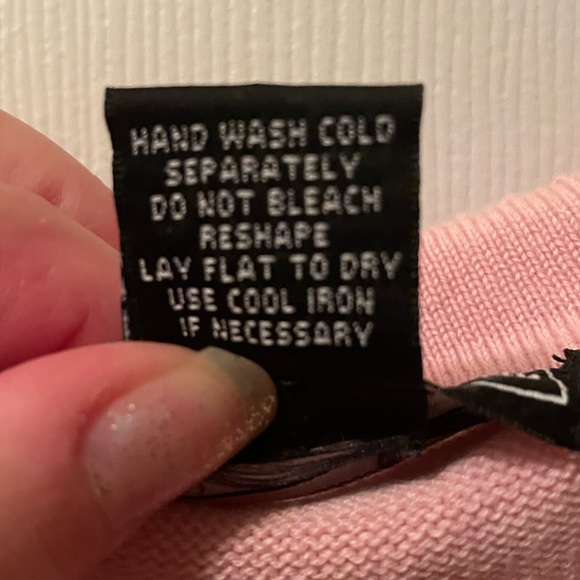 HAND WASH COLD
SEPARATELY
DO NOT BLEACH
RESHAPE
LAY FLAT TO DRY
USE COOL IRON
IF NECESSARY